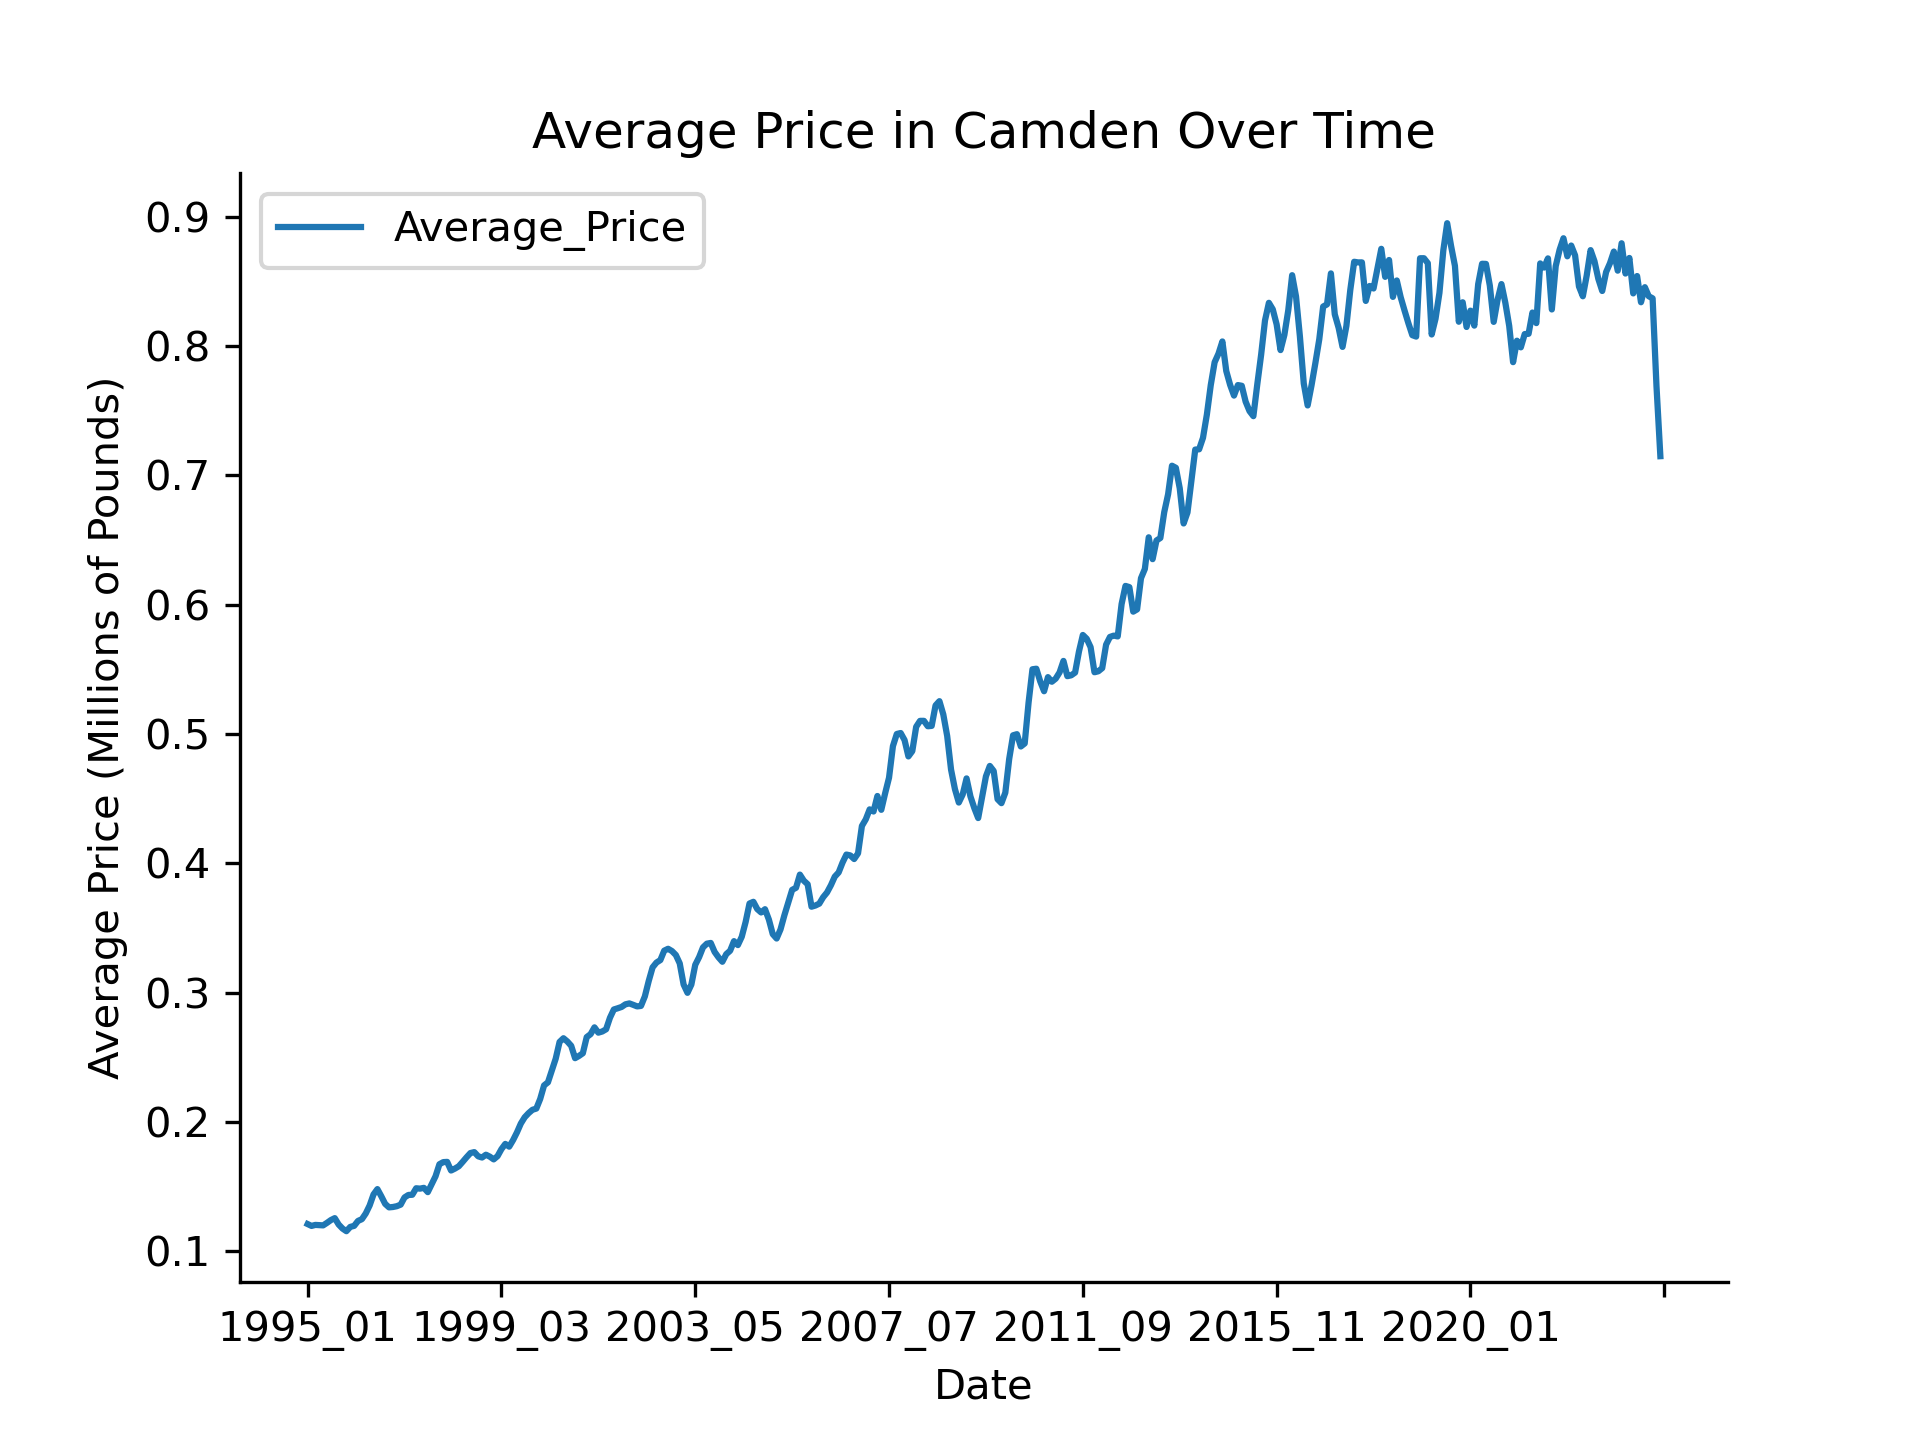 Average Price in Camden Over Time
Average_Price
Average Price (Millions of Pounds)
0.9
0.8
0.7
0.6
0.5
0.4
0.3
0.2
0.1
1995_01 1999_03 2003_05 2007_07 2011_09 2015_11 2020_01
Date